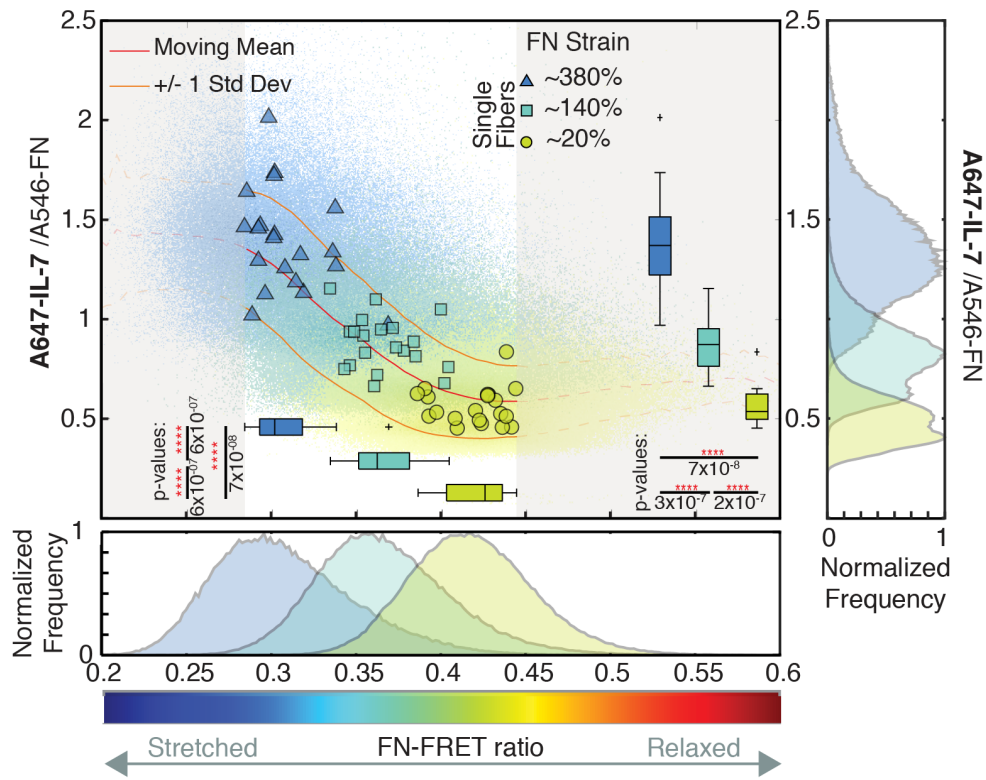 2.5
2
1.5
1
0.5
A647-IL-7 /A546-FN
Moving Mean
+/- 1 Std Dev
FN Strain
Single
Fibers
~380%
~140%
~20%
p-values:
****
6x10-07
****
6x10-07
****
7x10-08
p-values:
****
7x10-8
****
3x10-7
****
2x10-7
2.5
1.5
0.5
A647-IL-7 /A546-FN
0 1
Normalized
Frequency
Normalized
Frequency
1
0
0.2 0.25 0.3 0.35 0.4 0.45 0.5 0.55 0.6
Stretched FN-FRET ratio Relaxed